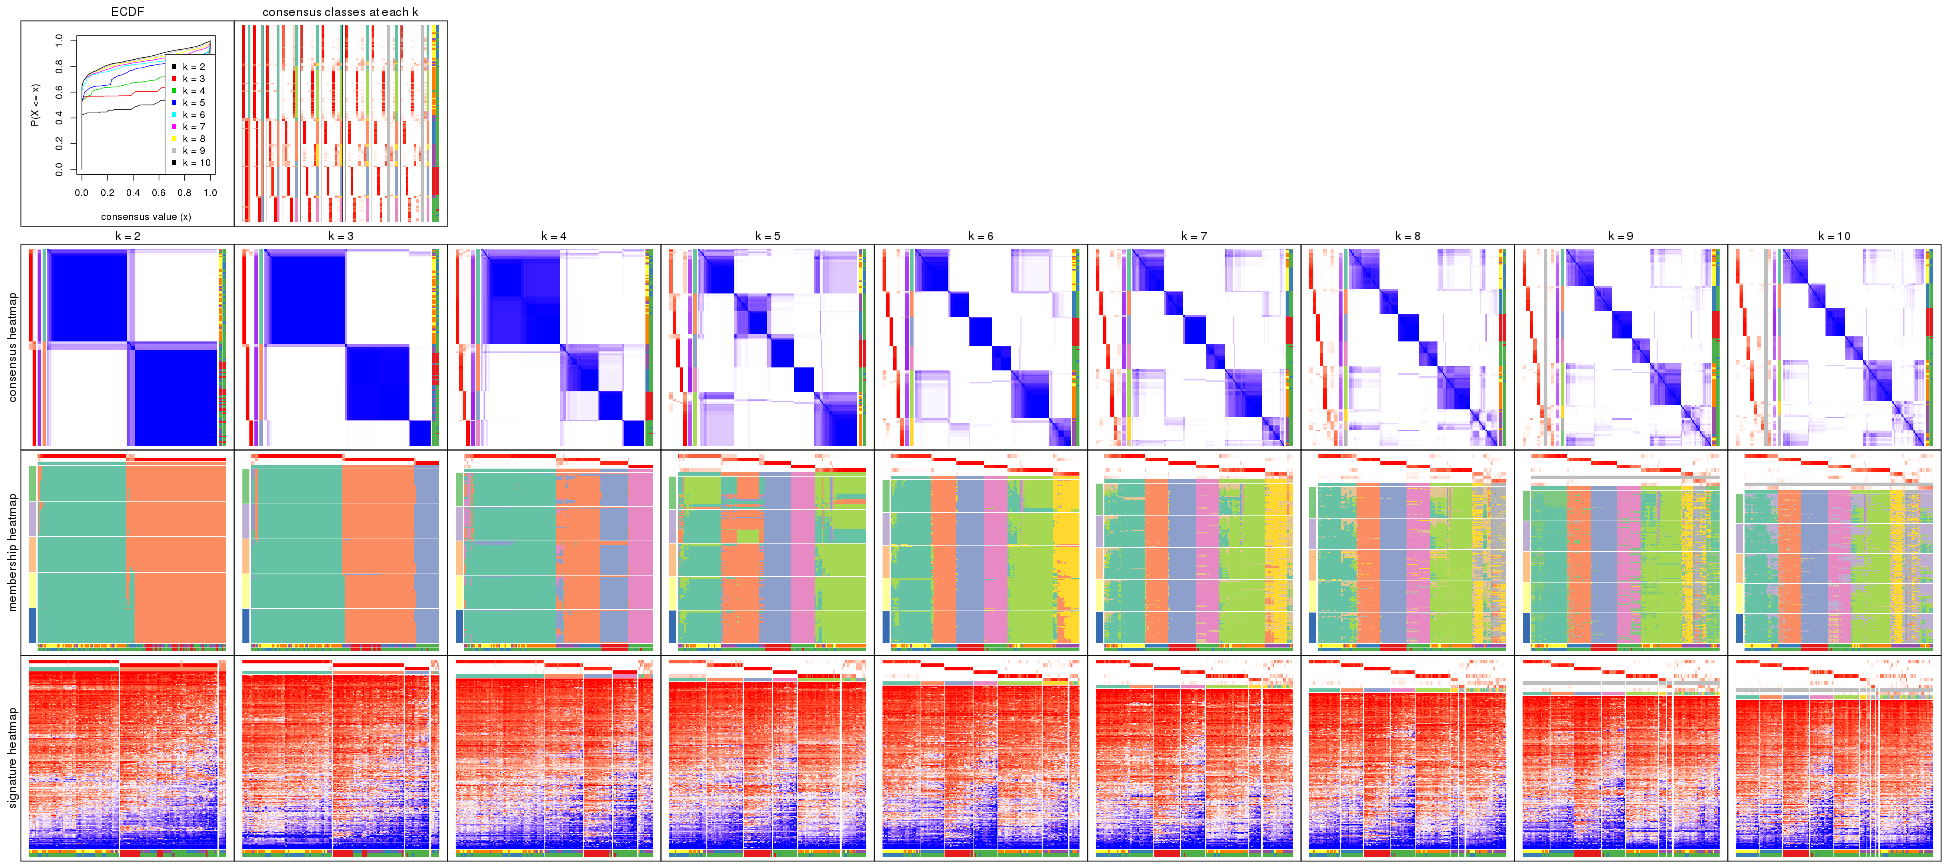 ECDF
consensus classes at each k
P(X <= x)
0.0
0.2
0.4
0.6
0.8
1.0
k = 2
k = 3
k = 4
k = 5
k = 6
k = 7
k = 8
k = 9
k = 10
0.0 0.2 0.4 0.6 0.8 1.0
consensus value (x)
k = 2 k = 3 k = 4 k = 5 k = 6 k = 7 k = 8 k = 9 k = 10
consensus heatmap
membership heatmap
signature heatmap